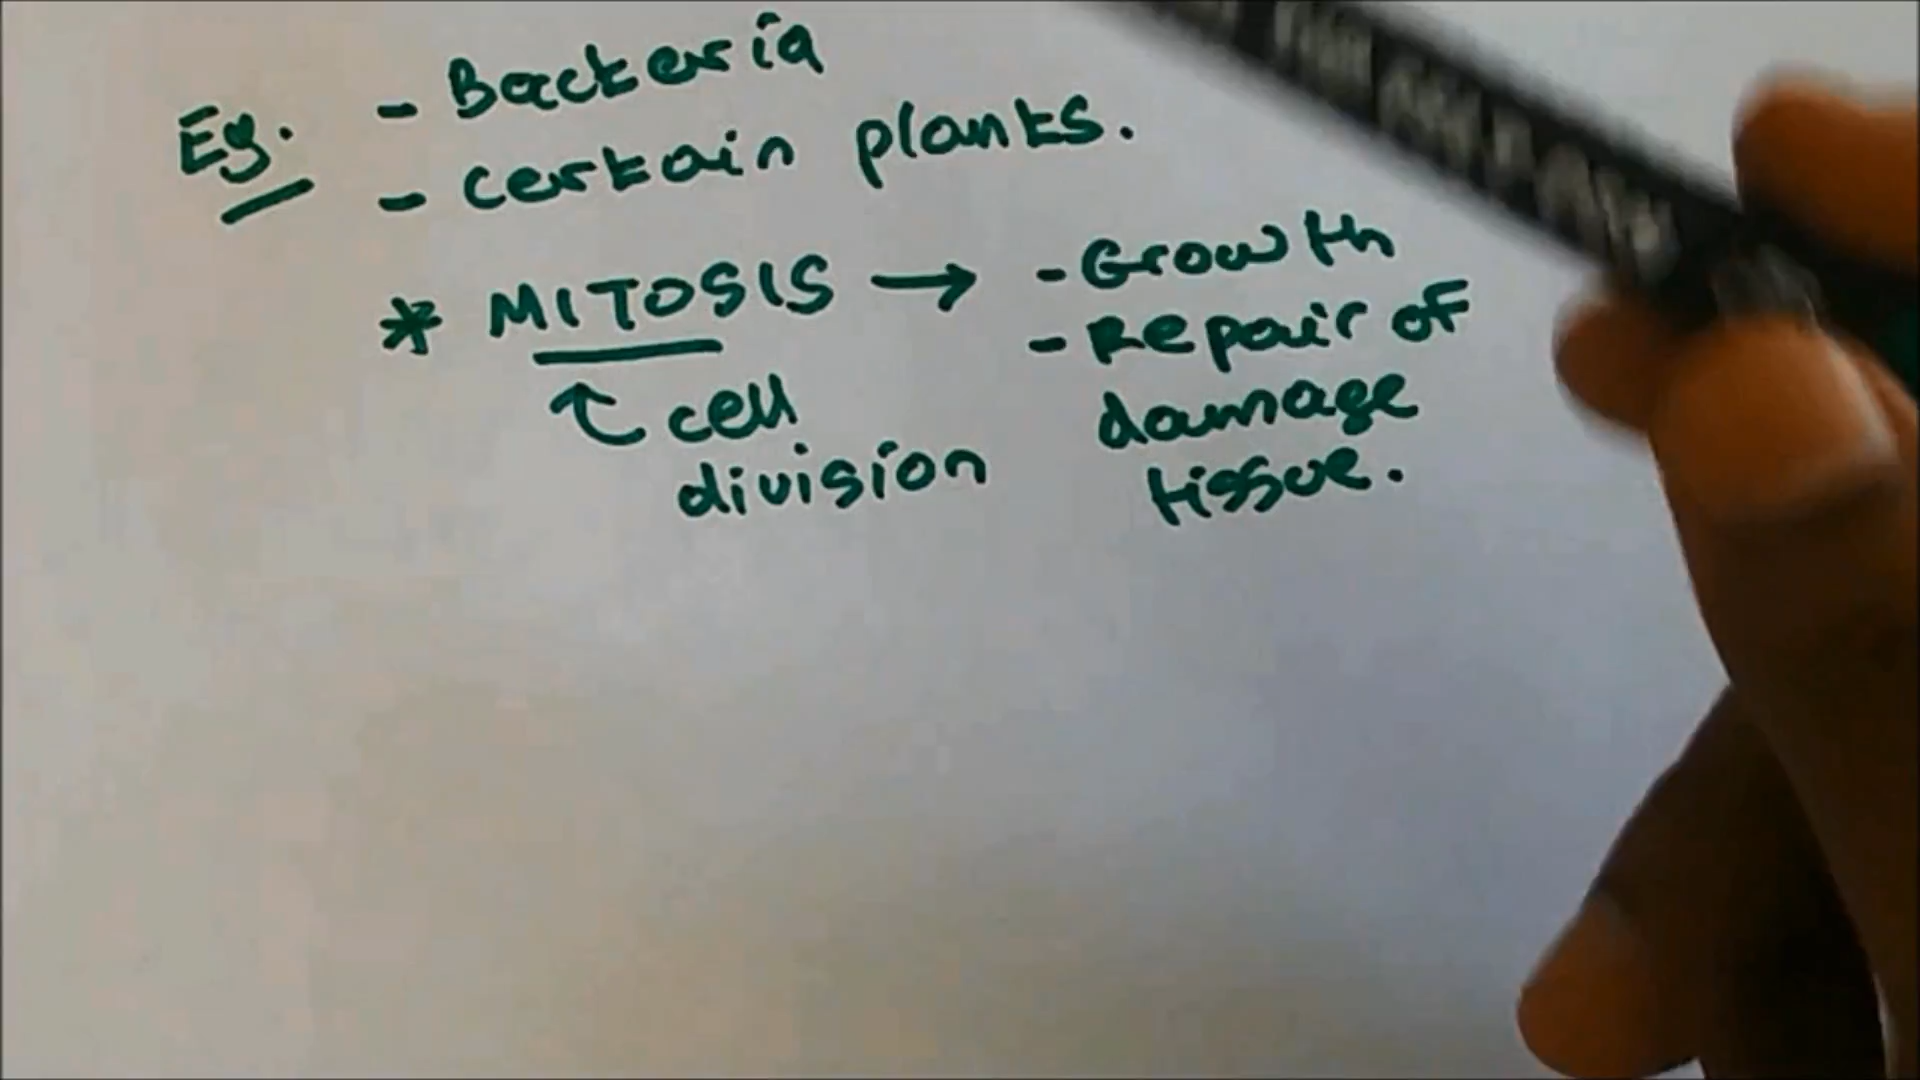 Eg. - Bacteria
- certain plants.
* MITOSIS → - Growth
- Repair of
damage
tissue.
↑ cell
division